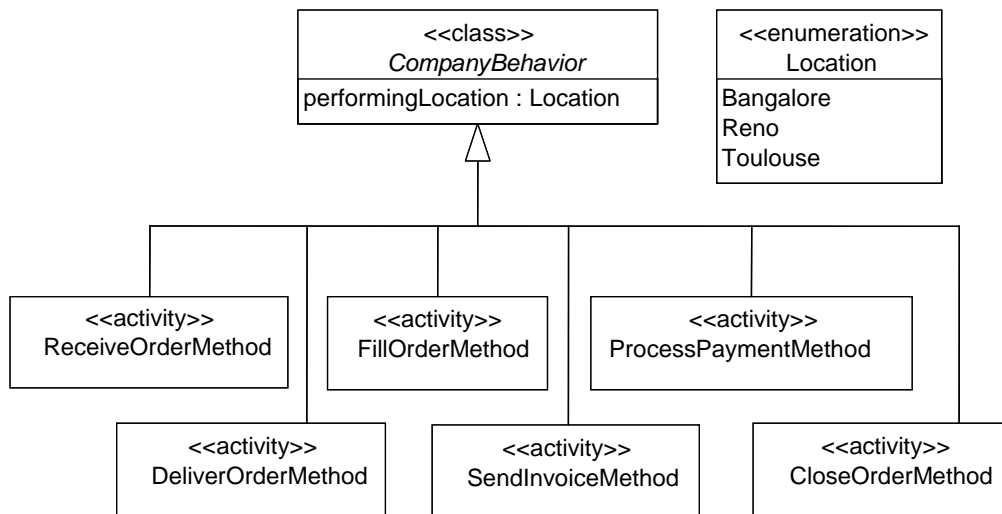 <<class>>
CompanyBehavior
performingLocation : Location
<<enumeration>>
Location
Bangalore
Reno
Toulouse
<<activity>>
ReceiveOrderMethod
<<activity>>
FillOrderMethod
<<activity>>
ProcessPaymentMethod
<<activity>>
DeliverOrderMethod
<<activity>>
SendInvoiceMethod
<<activity>>
CloseOrderMethod